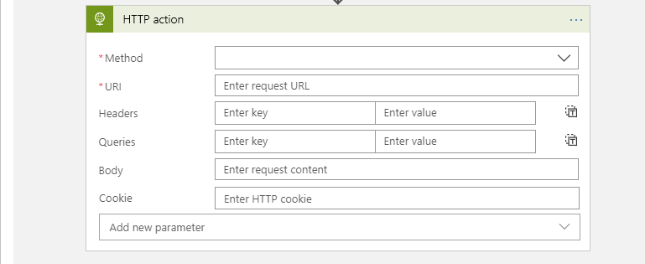 HTTP action
* Method
* URI
Enter request URL
Headers
Enter key
Enter value
Queries
Enter key
Enter value
Body
Enter request content
Cookie
Enter HTTP cookie
Add new parameter